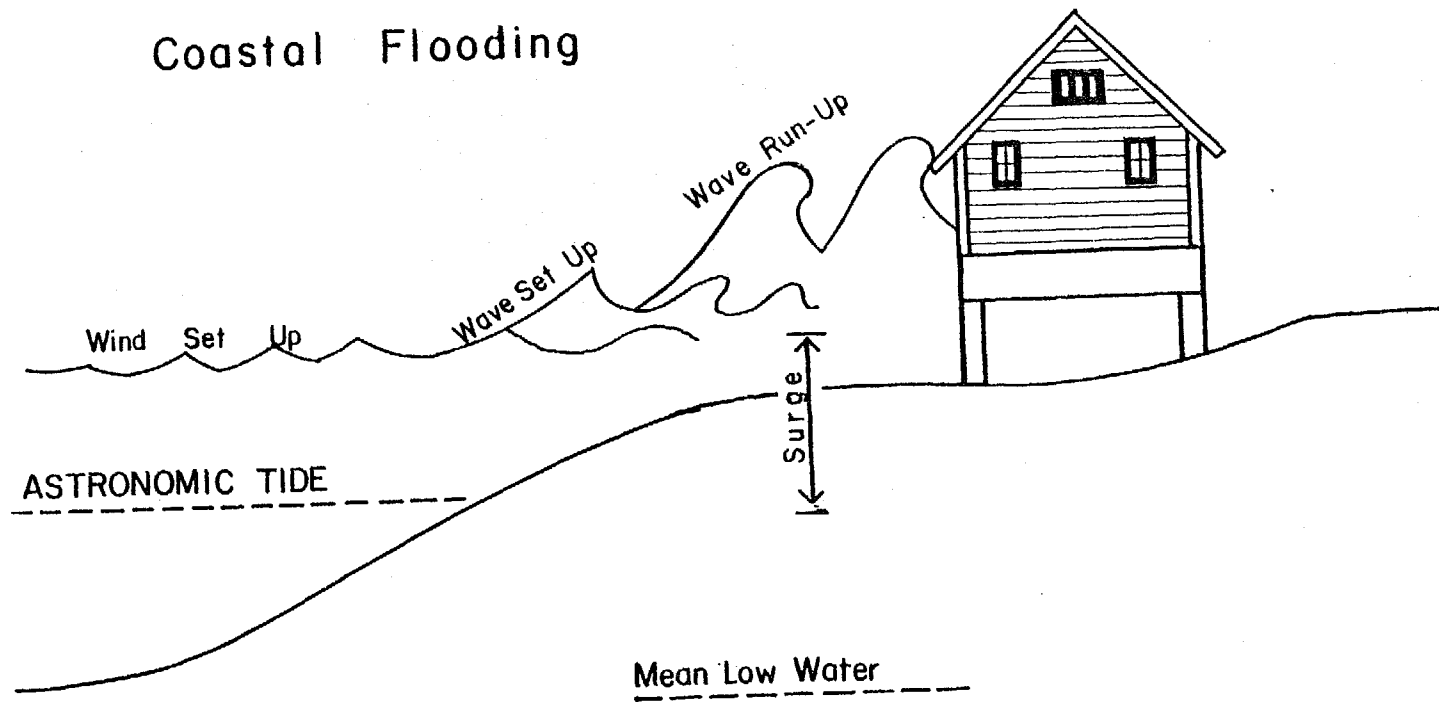 Coastal Flooding
Wave Run-Up
Wave Set Up
Wind Set Up
Surge
ASTRONOMIC TIDE
Mean Low Water